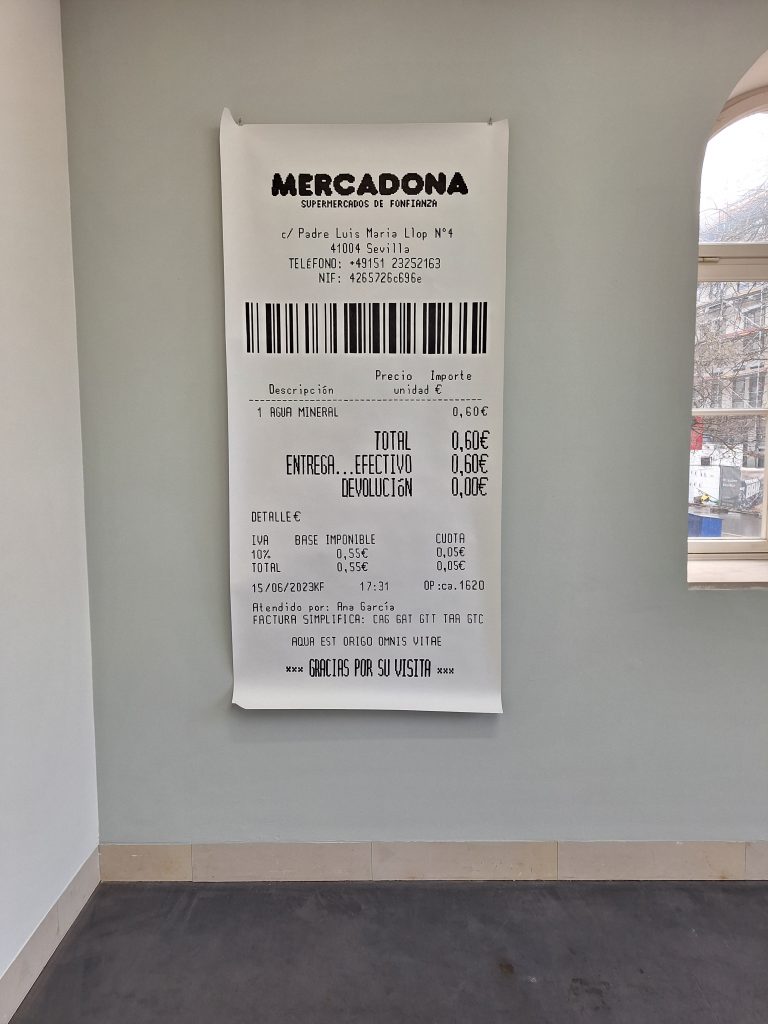 MERCADONA
SUPERMERCADOS DE FONFIANZA
c/ Padre Luis Maria Llop N°4
41004 Sevilla
TELÉFONO: +49151 23252163
NIF: 4265726c696e
Precio Importe
Descripción unidad €
1 AGUA MINERAL 0,60€
TOTAL 0,60€
ENTREGA...EFECTIVO 0,60€
DEVOLUCIÓN 0,00€
DETALLE €
IVA BASE IMPONIBLE CUOTA
10% 0,55€ 0,05€
TOTAL 0,55€ 0,05€
15/06/2023KF 17:31 OP:ca.1620
Atendido por: Ana García
FACTURA SIMPLIFICA: CAG GAT GTT TAA GTC
AQUA EST ORIGO OMNIS VITAE
*** GRACIAS POR SU VISITA ***